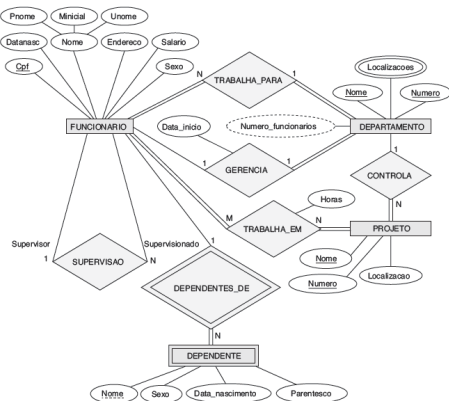 Pnome Minicial Unome
Datanasc Nome Endereco Salario
Localizacoes
Cpf Sexo
N TRABALHA_PARA 1
Nome Numero
FUNCIONARIO Data_inicio Numero_funcionarios DEPARTAMENTO
1 GERENCIA 1
1
CONTROLA
Horas
N
M TRABALHA_EM N
PROJETO
Supervisor Supervisionado
1 SUPERVISAO N
1
Nome
Numero Localizacao
DEPENDENTES_DE
N
DEPENDENTE
Nome Sexo Data_nascimento Parentesco